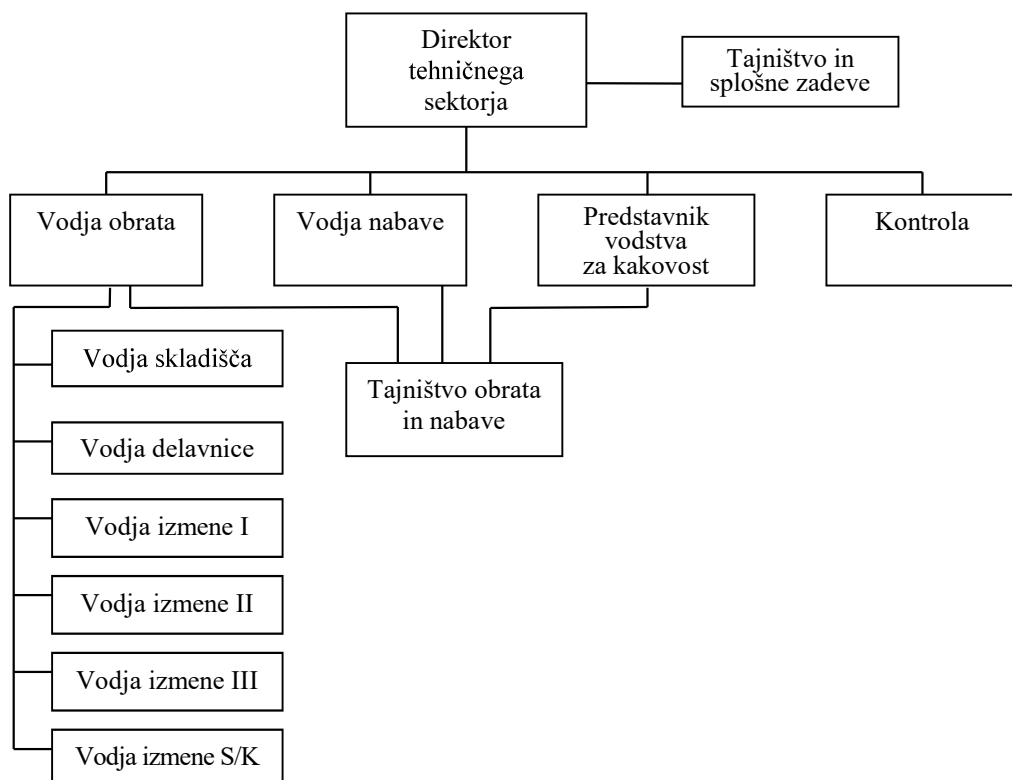 Direktor
tehničnega
sektorja
Tajništvo in
splošne zadeve
Vodja obrata
Vodja nabave
Predstavnik
vodstva
za kakovost
Kontrola
Vodja skladišča
Tajništvo obrata
in nabave
Vodja delavnice
Vodja izmene I
Vodja izmene II
Vodja izmene III
Vodja izmene S/K